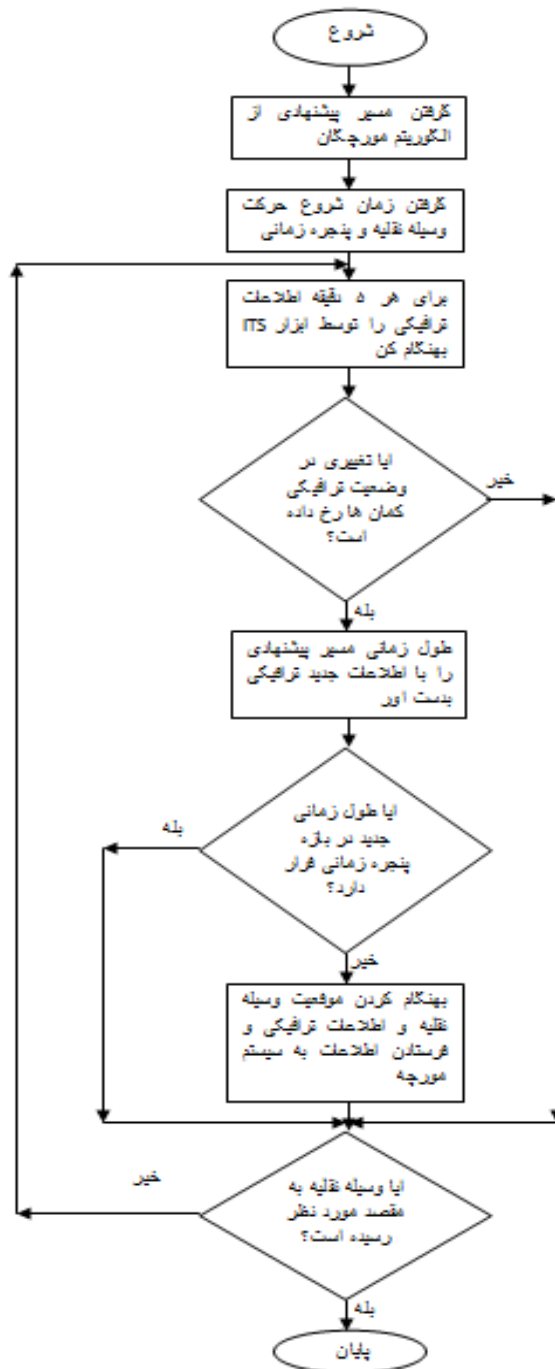 شروع
گرفتن مسیر پیشنهادی از
الگوریتم مورچگان
گرفتن زمان شروع حرکت
وسیله نقلیه و پنجره زمانی
برای هر ۵ دقیقه اطلاعات
ترافیکی را توسط ابزار ITS
بهنگام کن
ایا تغییری در
وضعیت ترافیکی
کمان ها رخ داده
است؟
خیر
بله
طول زمانی مسیر پیشنهادی
را با اطلاعات جدید ترافیکی
بدست اور
ایا طول زمانی
جدید در بازه
پنجره زمانی قرار
دارد؟
بله
خیر
بهنگام کردن موقعیت وسیله
نقلیه و اطلاعات ترافیکی و
فرستادن اطلاعات به سیستم
مورچه
ایا وسیله نقلیه به
مقصد مورد نظر
رسیده است؟
خیر
بله
پایان